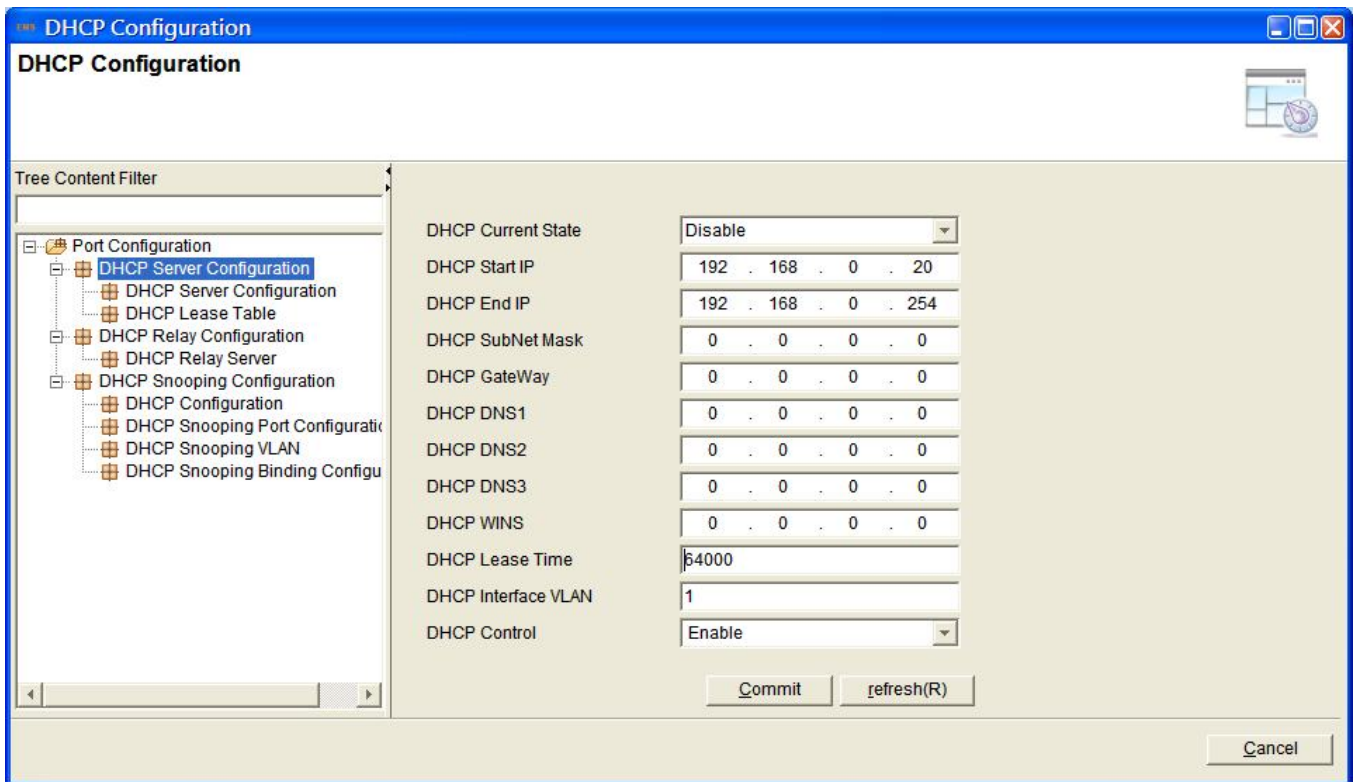 EMS DHCP Configuration
DHCP Configuration
Tree Content Filter
Port Configuration
DHCP Server Configuration
DHCP Server Configuration
DHCP Lease Table
DHCP Relay Configuration
DHCP Relay Server
DHCP Snooping Configuration
DHCP Configuration
DHCP Snooping Port Configuratio
DHCP Snooping VLAN
DHCP Snooping Binding Configu
DHCP Current State Disable
DHCP Start IP 192 . 168 . 0 . 20
DHCP End IP 192 . 168 . 0 . 254
DHCP SubNet Mask 0 . 0 . 0 . 0
DHCP GateWay 0 . 0 . 0 . 0
DHCP DNS1 0 . 0 . 0 . 0
DHCP DNS2 0 . 0 . 0 . 0
DHCP DNS3 0 . 0 . 0 . 0
DHCP WINS 0 . 0 . 0 . 0
DHCP Lease Time 64000
DHCP Interface VLAN 1
DHCP Control Enable
Commit refresh(R)
Cancel